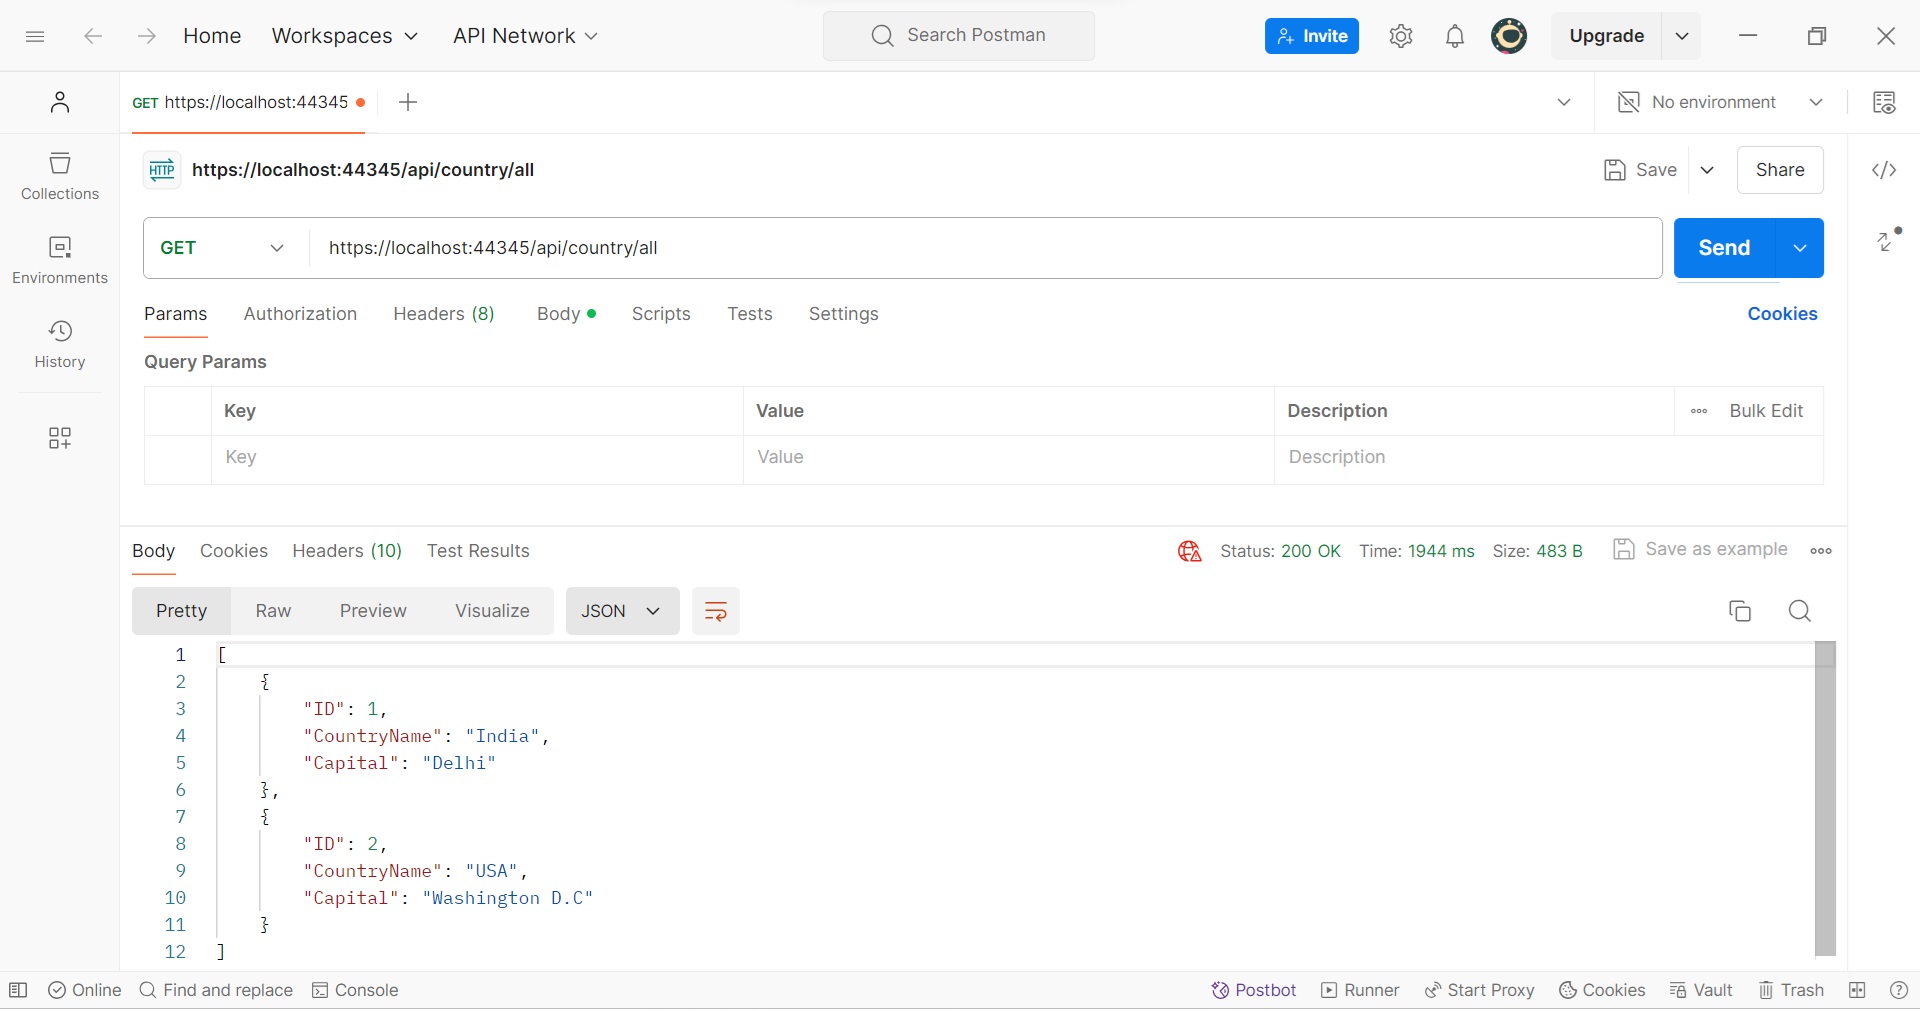 Home Workspaces API Network Search Postman Invite Upgrade
GET https://localhost:44345 No environment
HTTP https://localhost:44345/api/country/all Save Share
Collections
GET https://localhost:44345/api/country/all Send
Environments
Params Authorization Headers (8) Body Scripts Tests Settings Cookies
History
Query Params
Key Value Description Bulk Edit
Key Value Description
Body Cookies Headers (10) Test Results Status: 200 OK Time: 1944 ms Size: 483 B Save as example
Pretty Raw Preview Visualize JSON
1 [
2 {
3 "ID": 1,
4 "CountryName": "India",
5 "Capital": "Delhi"
6 },
7 {
8 "ID": 2,
9 "CountryName": "USA",
10 "Capital": "Washington D.C"
11 }
12 ]
Online Find and replace Console Postbot Runner Start Proxy Cookies Vault Trash